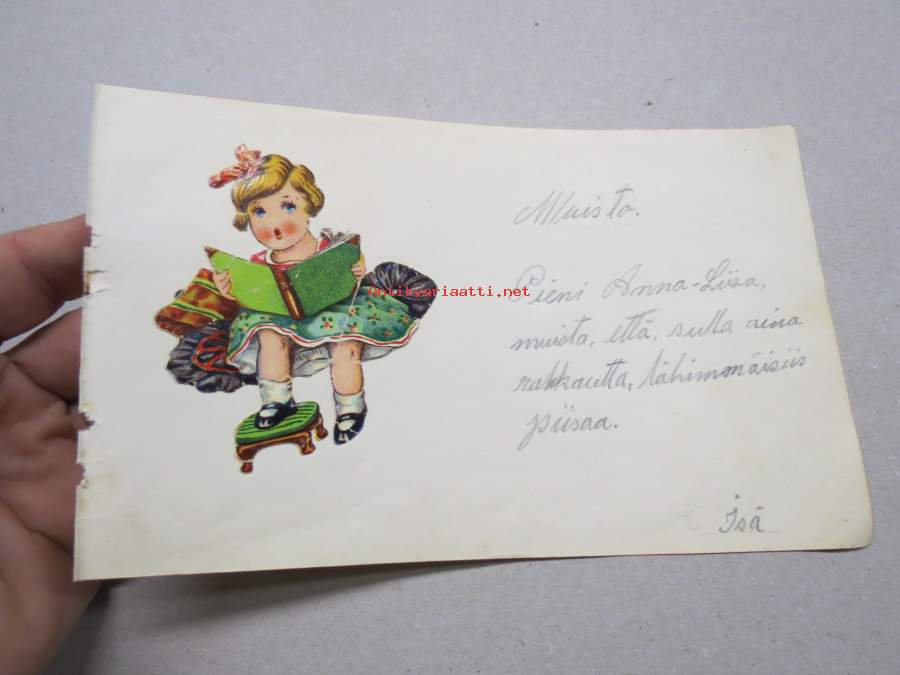 Muisto.
Antikvariaatti.net
Pieni Anna-Liisa,
muista, että, sulla aina
rakkautta, lähimmäisiis
piisaa.
Isä